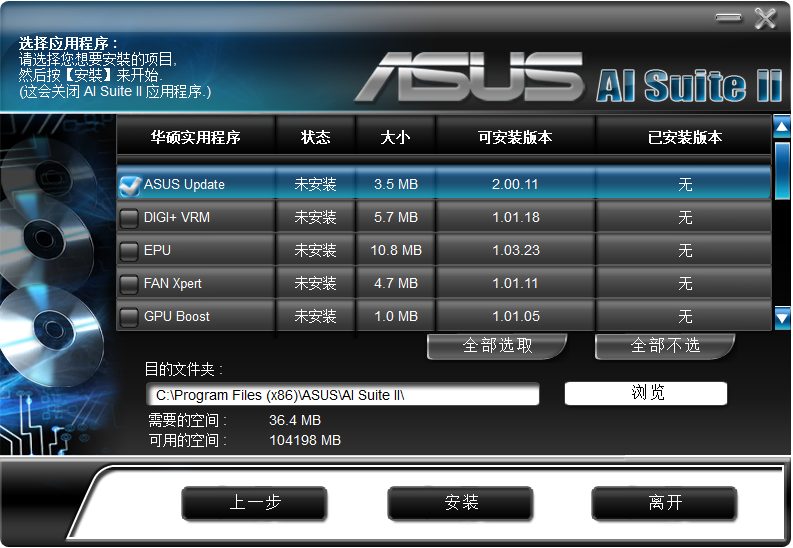 选择应用程序：
请选择您想要安装的项目,
然后按【安装】来开始.
(这会关闭 AI Suite II 应用程序.)
ASUS AI Suite II
华硕实用程序 状态 大小 可安装版本 已安装版本
ASUS Update 未安装 3.5 MB 2.00.11 无
DIGI+ VRM 未安装 5.7 MB 1.01.18 无
EPU 未安装 10.8 MB 1.03.23 无
FAN Xpert 未安装 4.7 MB 1.01.11 无
GPU Boost 未安装 1.0 MB 1.01.05 无
全部选取 全部不选
目的文件夹：
C:\Program Files (x86)\ASUS\AI Suite II\ 浏览
需要的空间： 36.4 MB
可用的空间： 104198 MB
上一步 安装 离开